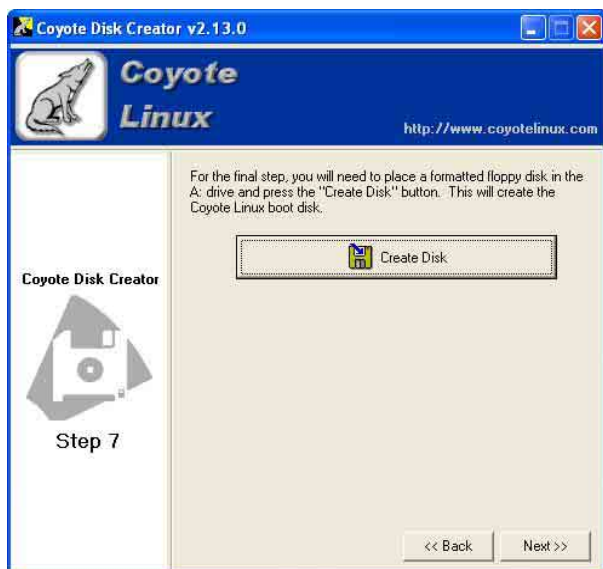 Coyote Disk Creator v2.13.0
Coyote
Linux
http://www.coyotelinux.com
For the final step, you will need to place a formatted floppy disk in the
A: drive and press the "Create Disk" button. This will create the
Coyote Linux boot disk.
Create Disk
Coyote Disk Creator
Step 7
<< Back
Next >>